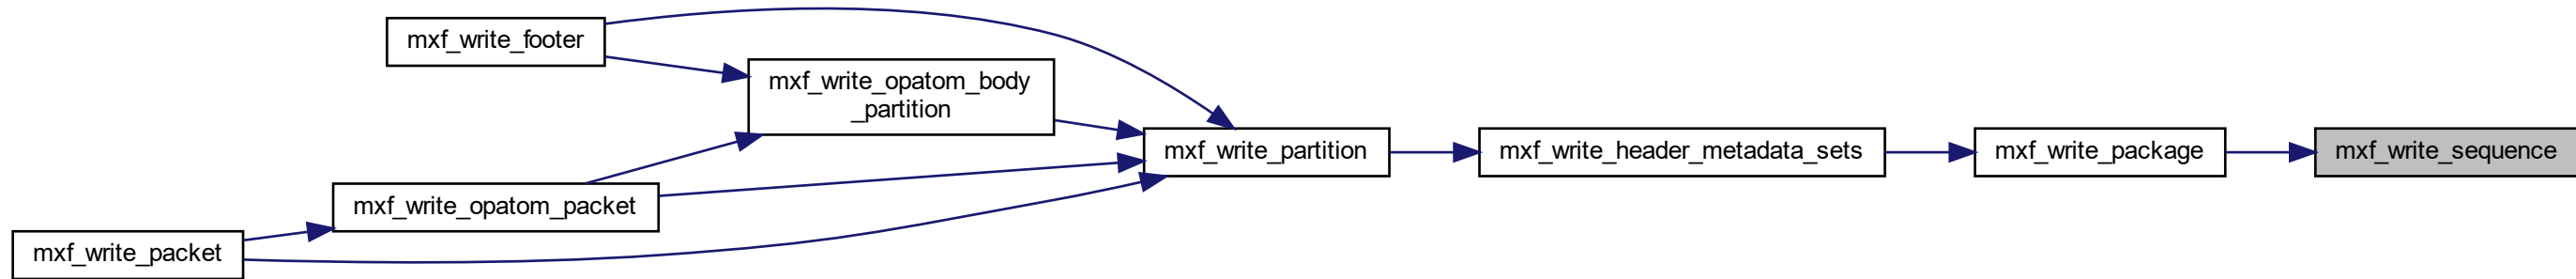 mxf_write_footer
mxf_write_opatom_body
_partition
mxf_write_partition
mxf_write_header_metadata_sets
mxf_write_package
mxf_write_sequence
mxf_write_opatom_packet
mxf_write_packet